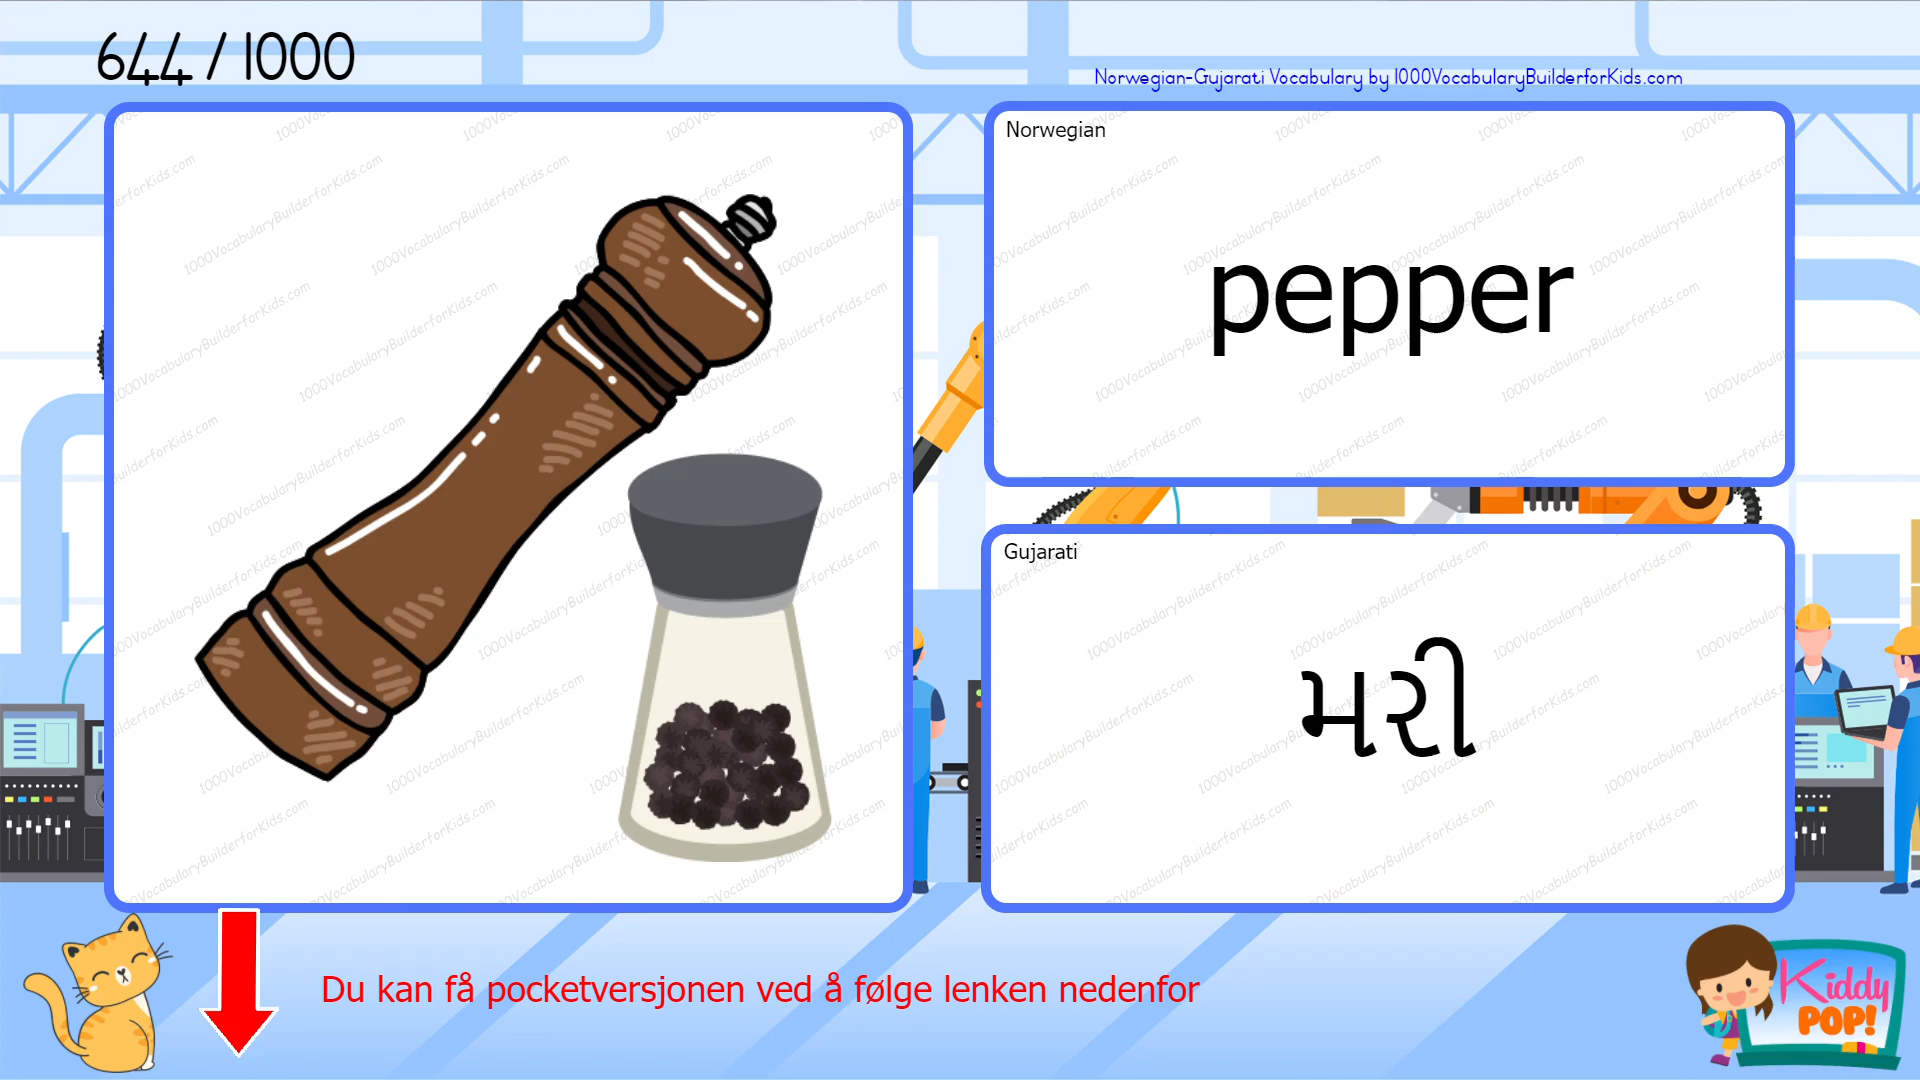 644 / 1000
Norwegian-Gujarati Vocabulary by 1000VocabularyBuilderforKids.com
Norwegian
pepper
Gujarati
મરી
Du kan få pocketversjonen ved å følge lenken nedenfor
Kiddy
POP!